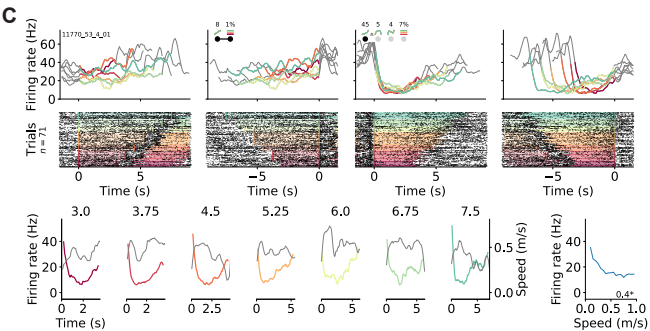 C
11770_53_4_01
8 1%
45 5 4 7%
Firing rate (Hz)
60
40
20
0
Trials
n = 71
0 5
−5 0
0 5
−5 0
Time (s) Time (s) Time (s) Time (s)
3.0 3.75 4.5 5.25 6.0 6.75 7.5
Firing rate (Hz)
40
20
0
0 2
0.0 2.5
0 2.5
0 5
0 5
0 5
0 5
Time (s)
0.5
0.0
Speed (m/s)
Firing rate (Hz)
40
20
0
0.4*
0.0 0.5 1.0
Speed (m/s)